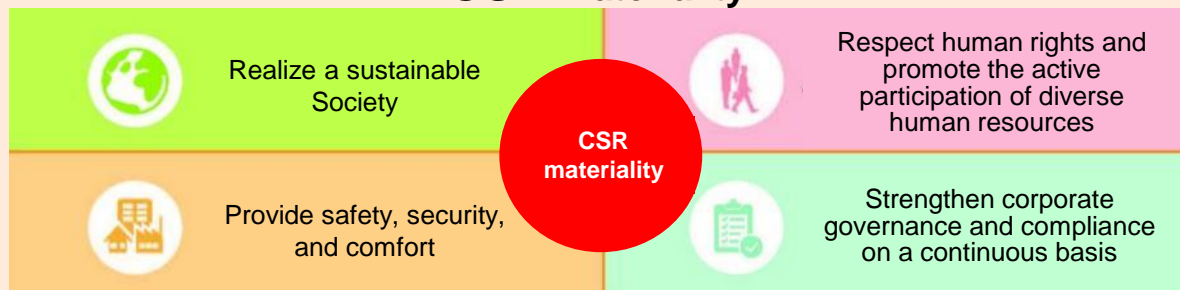 Realize a sustainable
Society
Respect human rights and
promote the active
participation of diverse
human resources
CSR
materiality
Provide safety, security,
and comfort
Strengthen corporate
governance and compliance
on a continuous basis